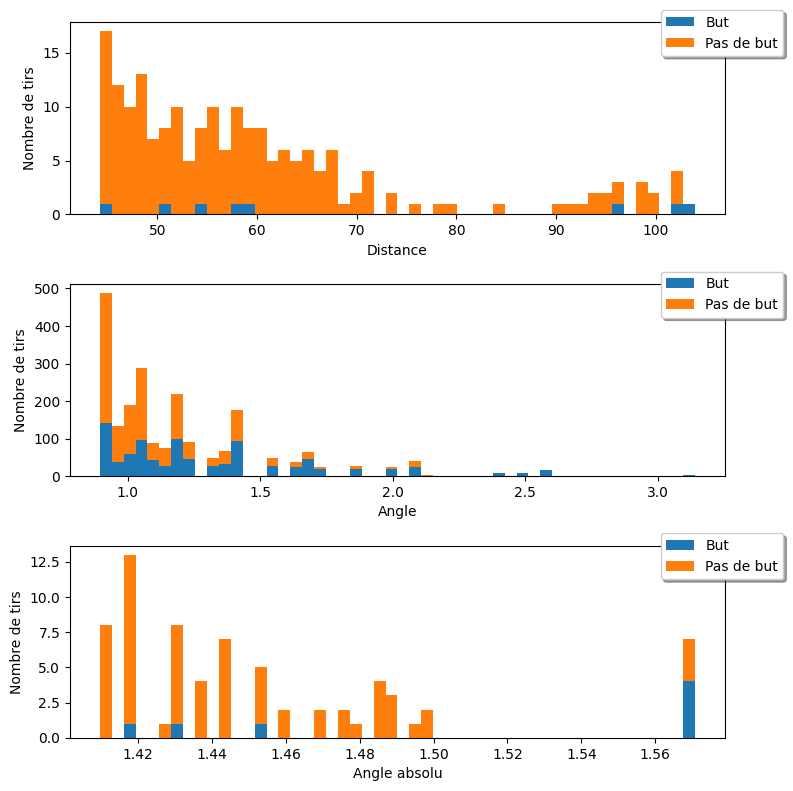 But
Pas de but
15
10
5
0
Nombre de tirs
50 60 70 80 90 100
Distance
But
Pas de but
500
400
300
200
100
0
Nombre de tirs
1.0 1.5 2.0 2.5 3.0
Angle
But
Pas de but
12.5
10.0
7.5
5.0
2.5
0.0
Nombre de tirs
1.42 1.44 1.46 1.48 1.50 1.52 1.54 1.56
Angle absolu